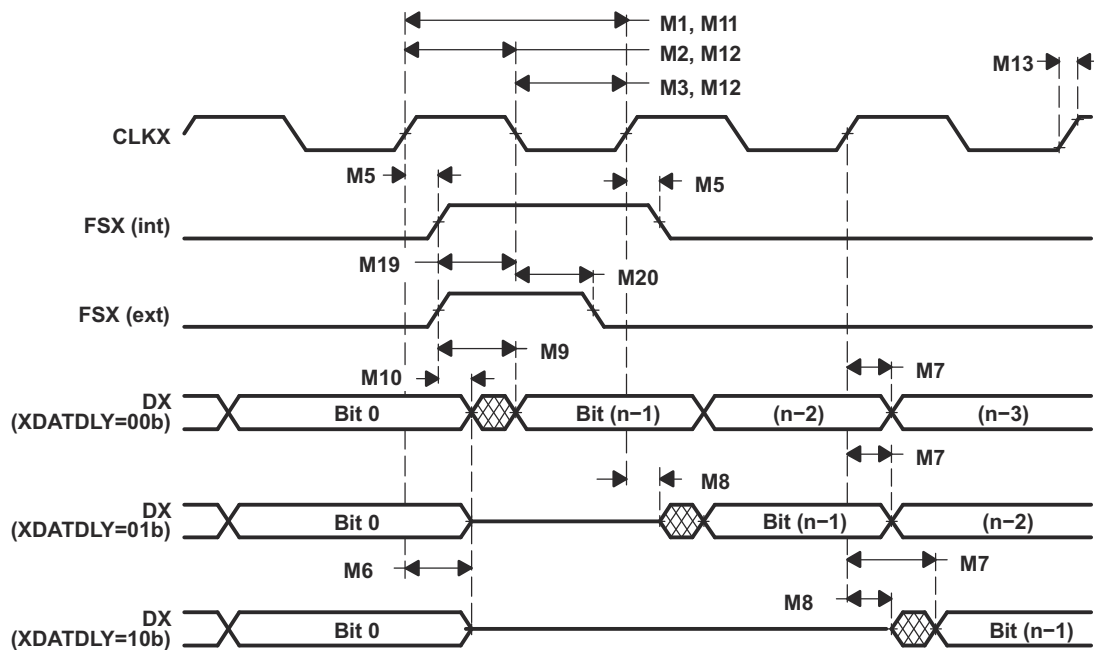 M1, M11
M2, M12
M3, M12
M13
CLKX
M5
M5
FSX (int)
M19
M20
FSX (ext)
M9
M10
M7
DX
(XDATDLY=00b)
Bit 0
Bit (n−1)
(n−2)
(n−3)
M7
M8
DX
(XDATDLY=01b)
Bit 0
Bit (n−1)
(n−2)
M6
M7
M8
DX
(XDATDLY=10b)
Bit 0
Bit (n−1)